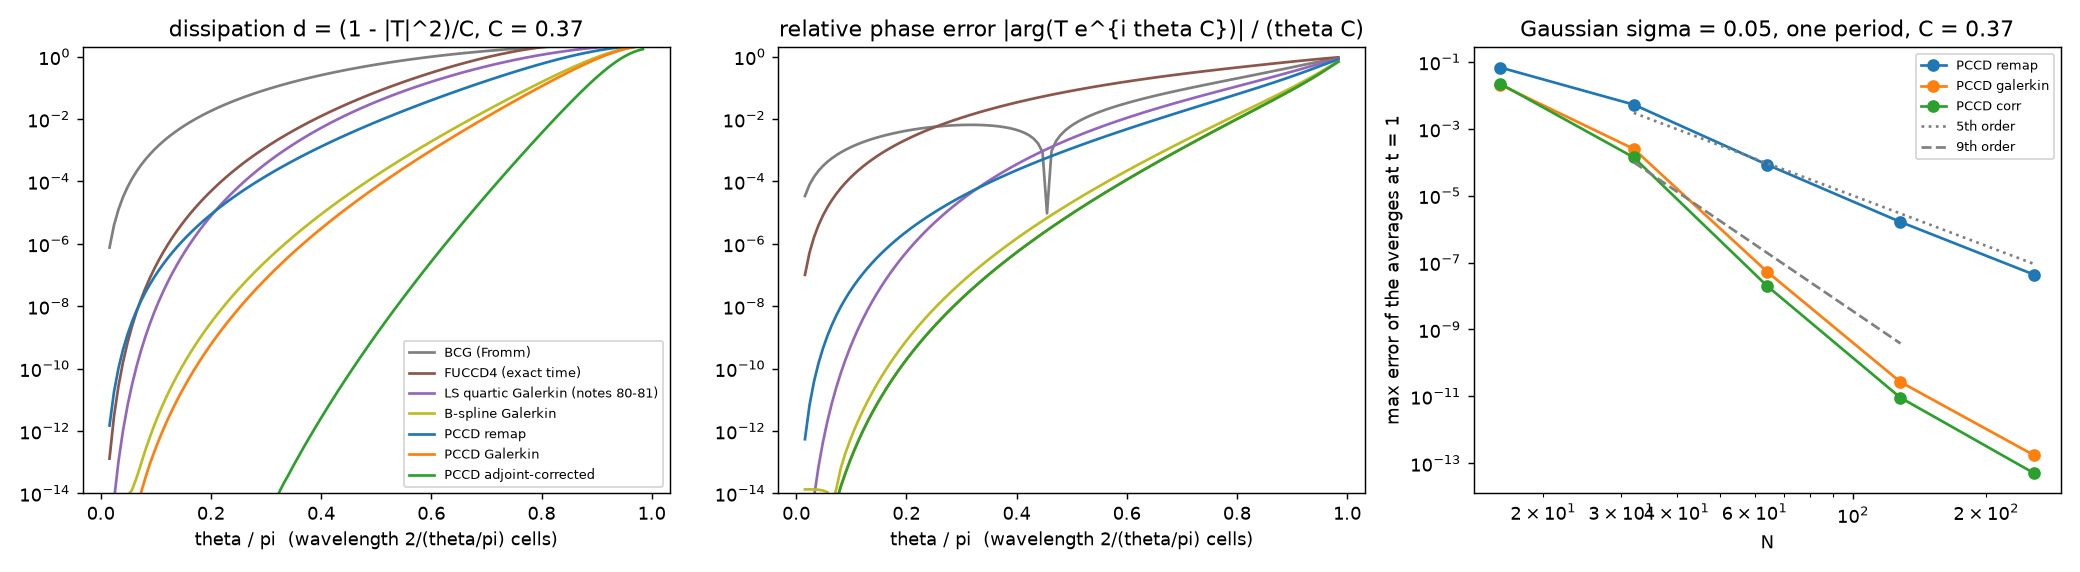 dissipation d = (1 - |T|^2)/C, C = 0.37
10^0
10^-2
10^-4
10^-6
10^-8
10^-10
10^-12
10^-14
BCG (Fromm)
FUCCD4 (exact time)
LS quartic Galerkin (notes 80-81)
B-spline Galerkin
PCCD remap
PCCD Galerkin
PCCD adjoint-corrected
0.0 0.2 0.4 0.6 0.8 1.0
theta / pi (wavelength 2/(theta/pi) cells)
relative phase error |arg(T e^{i theta C})| / (theta C)
10^0
10^-2
10^-4
10^-6
10^-8
10^-10
10^-12
10^-14
0.0 0.2 0.4 0.6 0.8 1.0
theta / pi (wavelength 2/(theta/pi) cells)
Gaussian sigma = 0.05, one period, C = 0.37
max error of the averages at t = 1
10^-1
10^-3
10^-5
10^-7
10^-9
10^-11
10^-13
PCCD remap
PCCD galerkin
PCCD corr
5th order
9th order
2 × 10^1 3 × 10^1 4 × 10^1 6 × 10^1 10^2 2 × 10^2
N